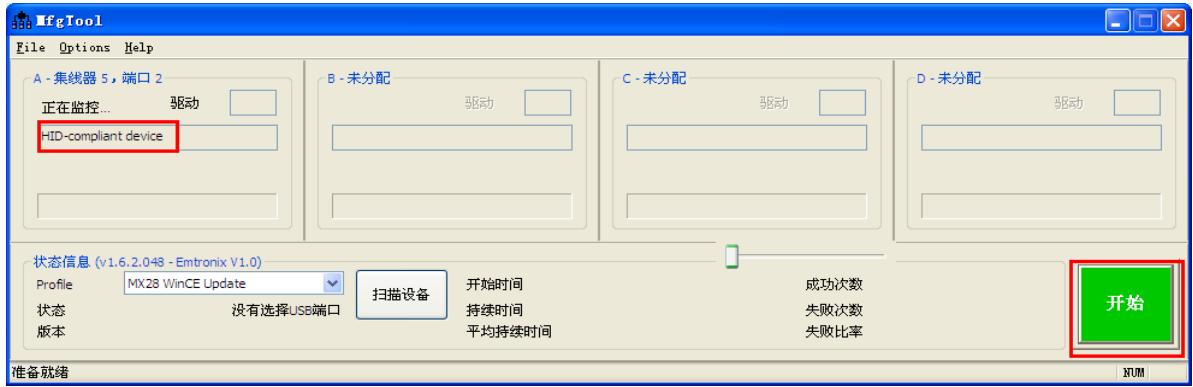 MfgTool
File Options Help
A - 集线器 5，端口 2
B - 未分配
C - 未分配
D - 未分配
正在监控... 驱动
驱动
驱动
驱动
HID-compliant device
状态信息 (v1.6.2.048 - Emtronix V1.0)
Profile MX28 WinCE Update
扫描设备
开始时间
成功次数
开始
状态 没有选择USB端口
持续时间
失败次数
版本
平均持续时间
失败比率
准备就绪
NUM